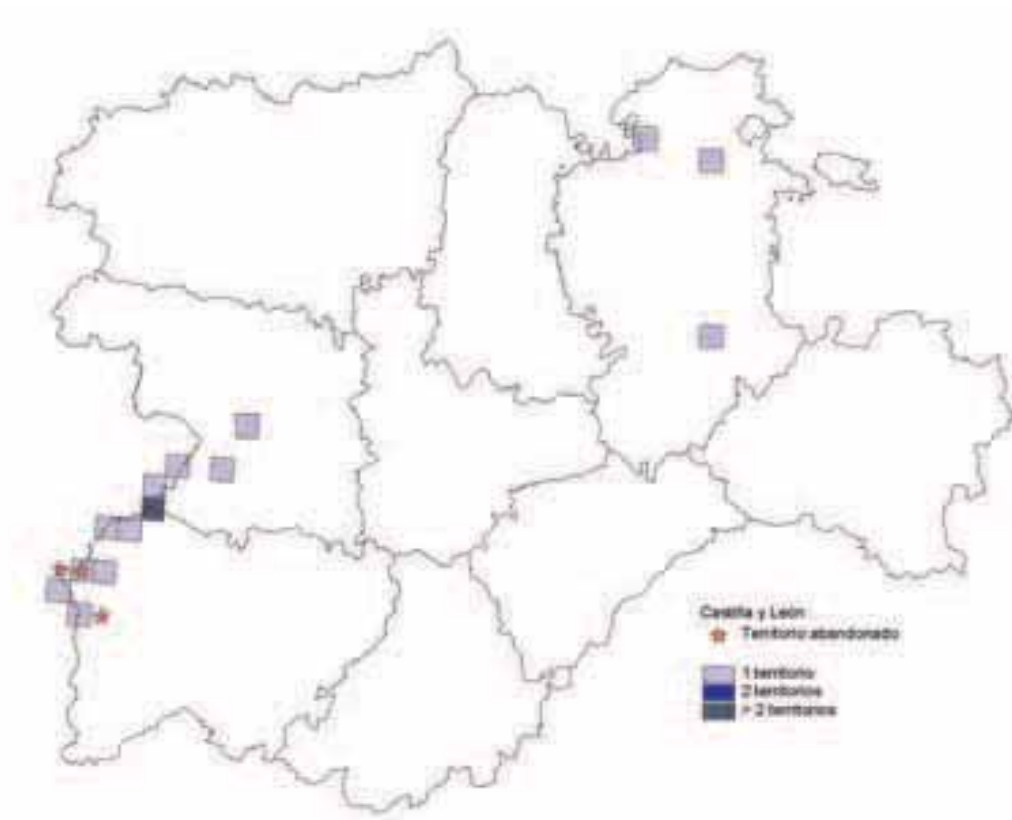 Castilla y León
Territorio abandonado
1 territorio
2 territorios
> 2 territorios